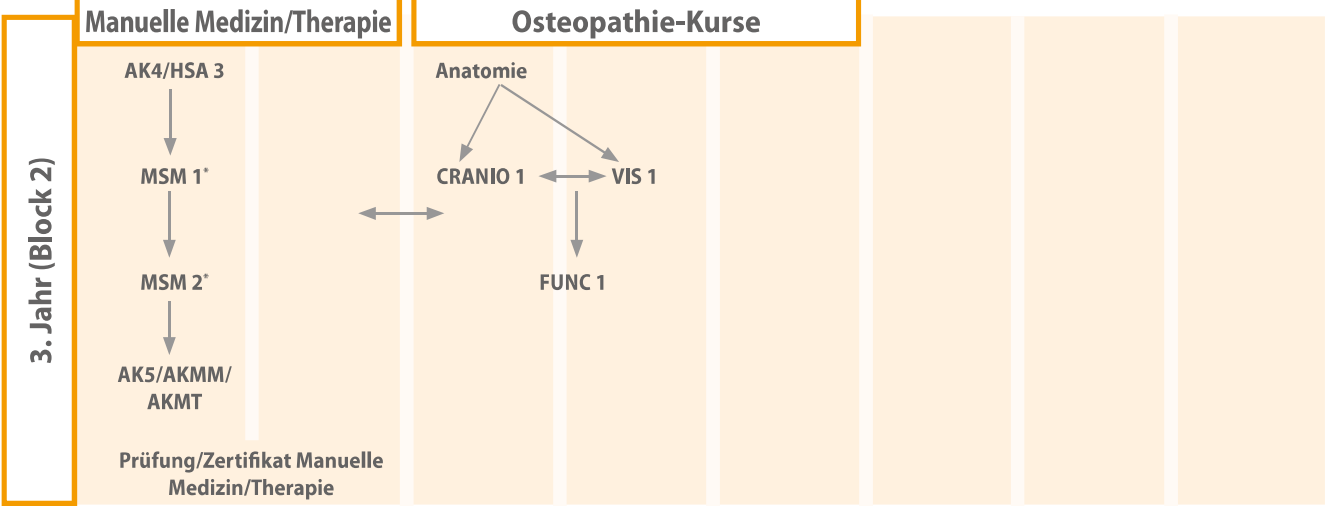 Manuelle Medizin/Therapie
Osteopathie-Kurse
3. Jahr (Block 2)
AK4/HSA 3
MSM 1*
MSM 2*
AK5/AKMM/
AKMT
Prüfung/Zertifikat Manuelle
Medizin/Therapie
Anatomie
CRANIO 1
VIS 1
FUNC 1